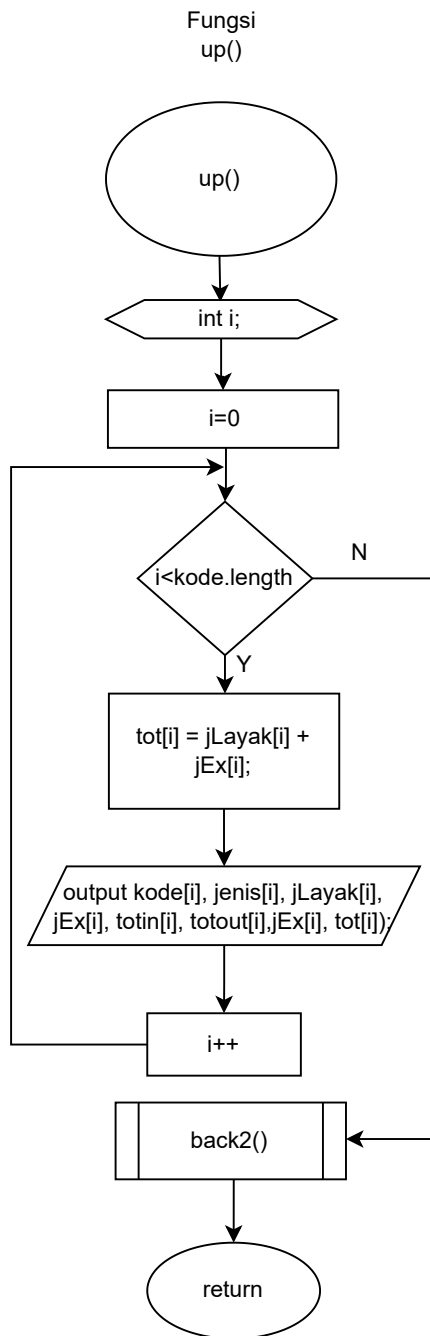 Fungsi
up()
up()
int i;
i=0
i<kode.length
N
Y
tot[i] = jLayak[i] +
jEx[i];
output kode[i], jenis[i], jLayak[i],
jEx[i], totin[i], totout[i],jEx[i], tot[i]);
i++
back2()
return